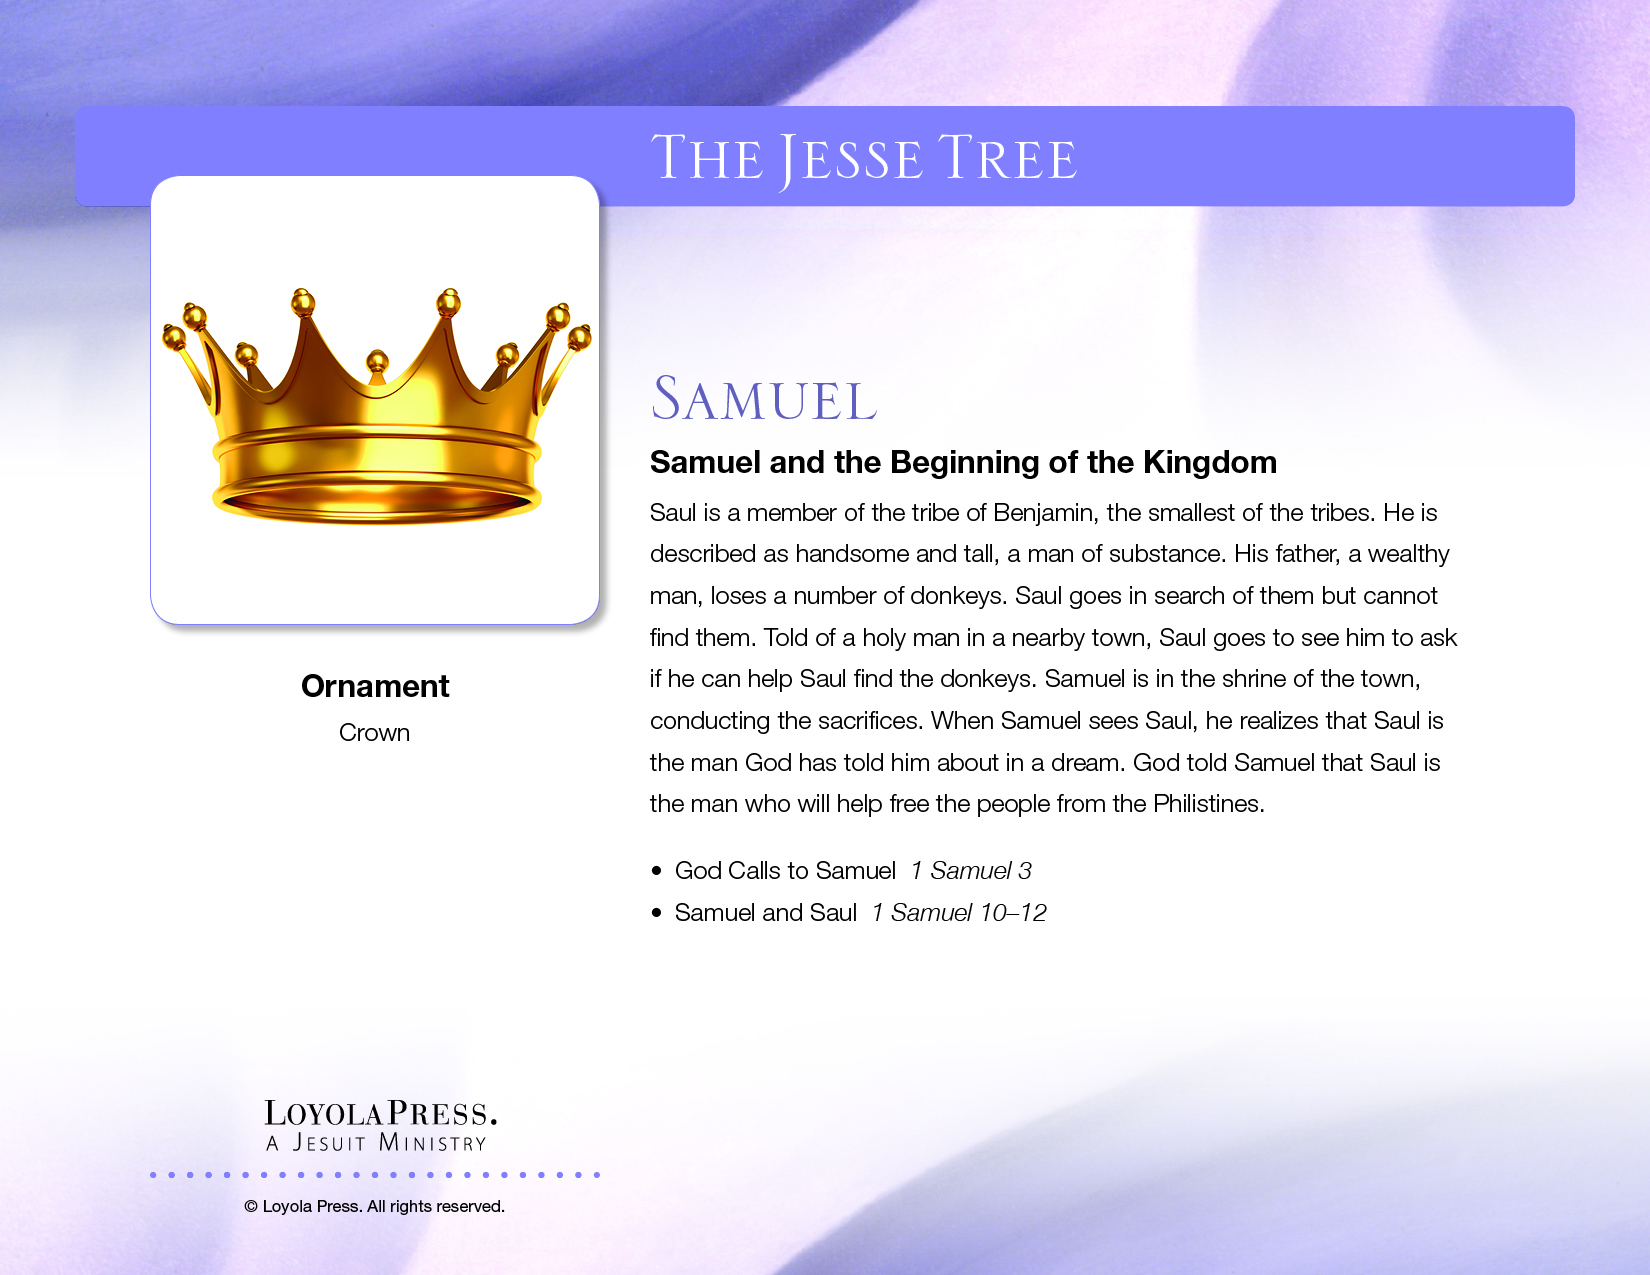 The Jesse Tree
Samuel
Samuel and the Beginning of the Kingdom
Saul is a member of the tribe of Benjamin, the smallest of the tribes. He is
described as handsome and tall, a man of substance. His father, a wealthy
man, loses a number of donkeys. Saul goes in search of them but cannot
find them. Told of a holy man in a nearby town, Saul goes to see him to ask
if he can help Saul find the donkeys. Samuel is in the shrine of the town,
conducting the sacrifices. When Samuel sees Saul, he realizes that Saul is
the man God has told him about in a dream. God told Samuel that Saul is
the man who will help free the people from the Philistines.
• God Calls to Samuel 1 Samuel 3
• Samuel and Saul 1 Samuel 10–12
Ornament
Crown
LoyolaPress.
A Jesuit Ministry
© Loyola Press. All rights reserved.